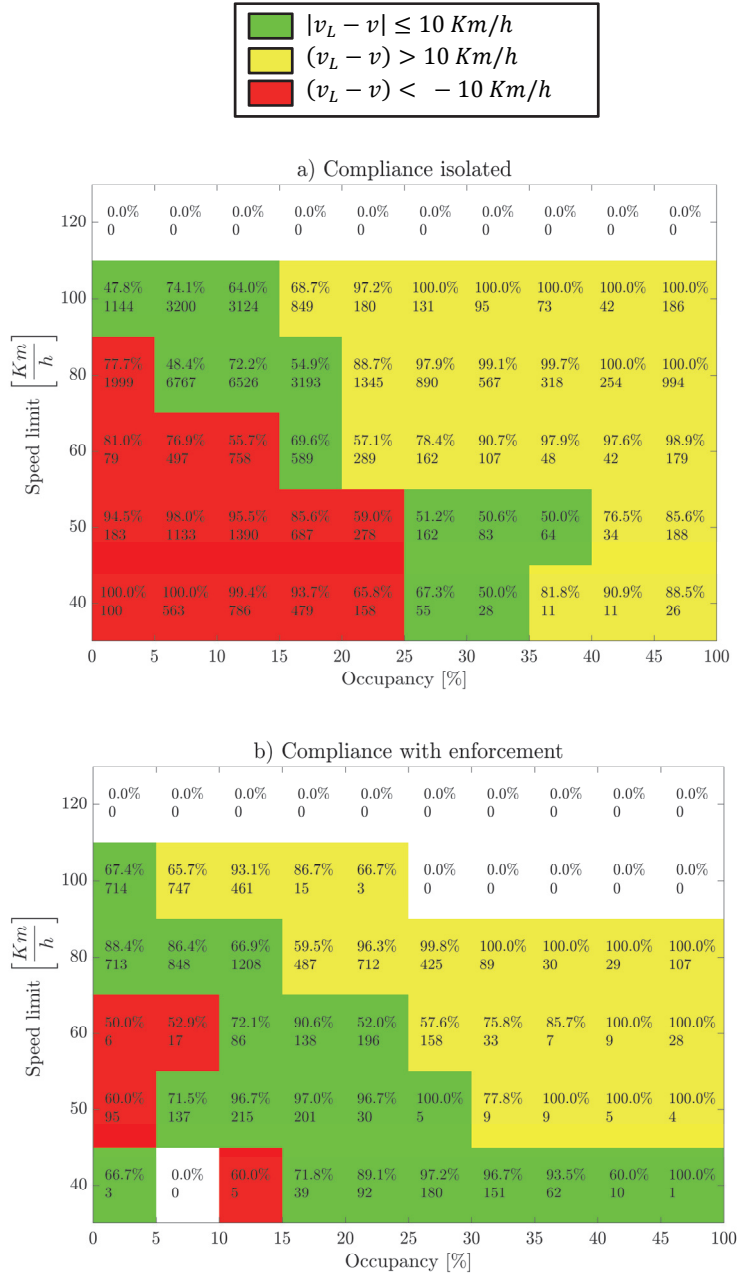 |v_L − v| ≤ 10 Km/h
(v_L − v) > 10 Km/h
(v_L − v) < − 10 Km/h
a) Compliance isolated
120
0.0% 0.0% 0.0% 0.0% 0.0% 0.0% 0.0% 0.0% 0.0% 0.0%
0 0 0 0 0 0 0 0 0 0
100
47.8% 74.1% 64.0% 68.7% 97.2% 100.0% 100.0% 100.0% 100.0% 100.0%
1144 3200 3124 849 180 131 95 73 42 186
80
77.7% 48.4% 72.2% 54.9% 88.7% 97.9% 99.1% 99.7% 100.0% 100.0%
1999 6767 6526 3193 1345 890 567 318 254 994
60
81.0% 76.9% 55.7% 69.6% 57.1% 78.4% 90.7% 97.9% 97.6% 98.9%
79 497 758 589 289 162 107 48 42 179
50
94.5% 98.0% 95.5% 85.6% 59.0% 51.2% 50.6% 50.0% 76.5% 85.6%
183 1133 1390 687 278 162 83 64 34 188
40
100.0% 100.0% 99.4% 93.7% 65.8% 67.3% 50.0% 81.8% 90.9% 88.5%
100 563 786 479 158 55 28 11 11 26
Speed limit [Km/h]
0 5 10 15 20 25 30 35 40 45 100
Occupancy [%]
b) Compliance with enforcement
120
0.0% 0.0% 0.0% 0.0% 0.0% 0.0% 0.0% 0.0% 0.0% 0.0%
0 0 0 0 0 0 0 0 0 0
100
67.4% 65.7% 93.1% 86.7% 66.7% 0.0% 0.0% 0.0% 0.0% 0.0%
714 747 461 15 3 0 0 0 0 0
80
88.4% 86.4% 66.9% 59.5% 96.3% 99.8% 100.0% 100.0% 100.0% 100.0%
713 848 1208 487 712 425 89 30 29 107
60
50.0% 52.9% 72.1% 90.6% 52.0% 57.6% 75.8% 85.7% 100.0% 100.0%
6 17 86 138 196 158 33 7 9 28
50
60.0% 71.5% 96.7% 97.0% 96.7% 100.0% 77.8% 100.0% 100.0% 100.0%
95 137 215 201 30 5 9 9 5 4
40
66.7% 0.0% 60.0% 71.8% 89.1% 97.2% 96.7% 93.5% 60.0% 100.0%
3 0 5 39 92 180 151 62 10 1
Speed limit [Km/h]
0 5 10 15 20 25 30 35 40 45 100
Occupancy [%]